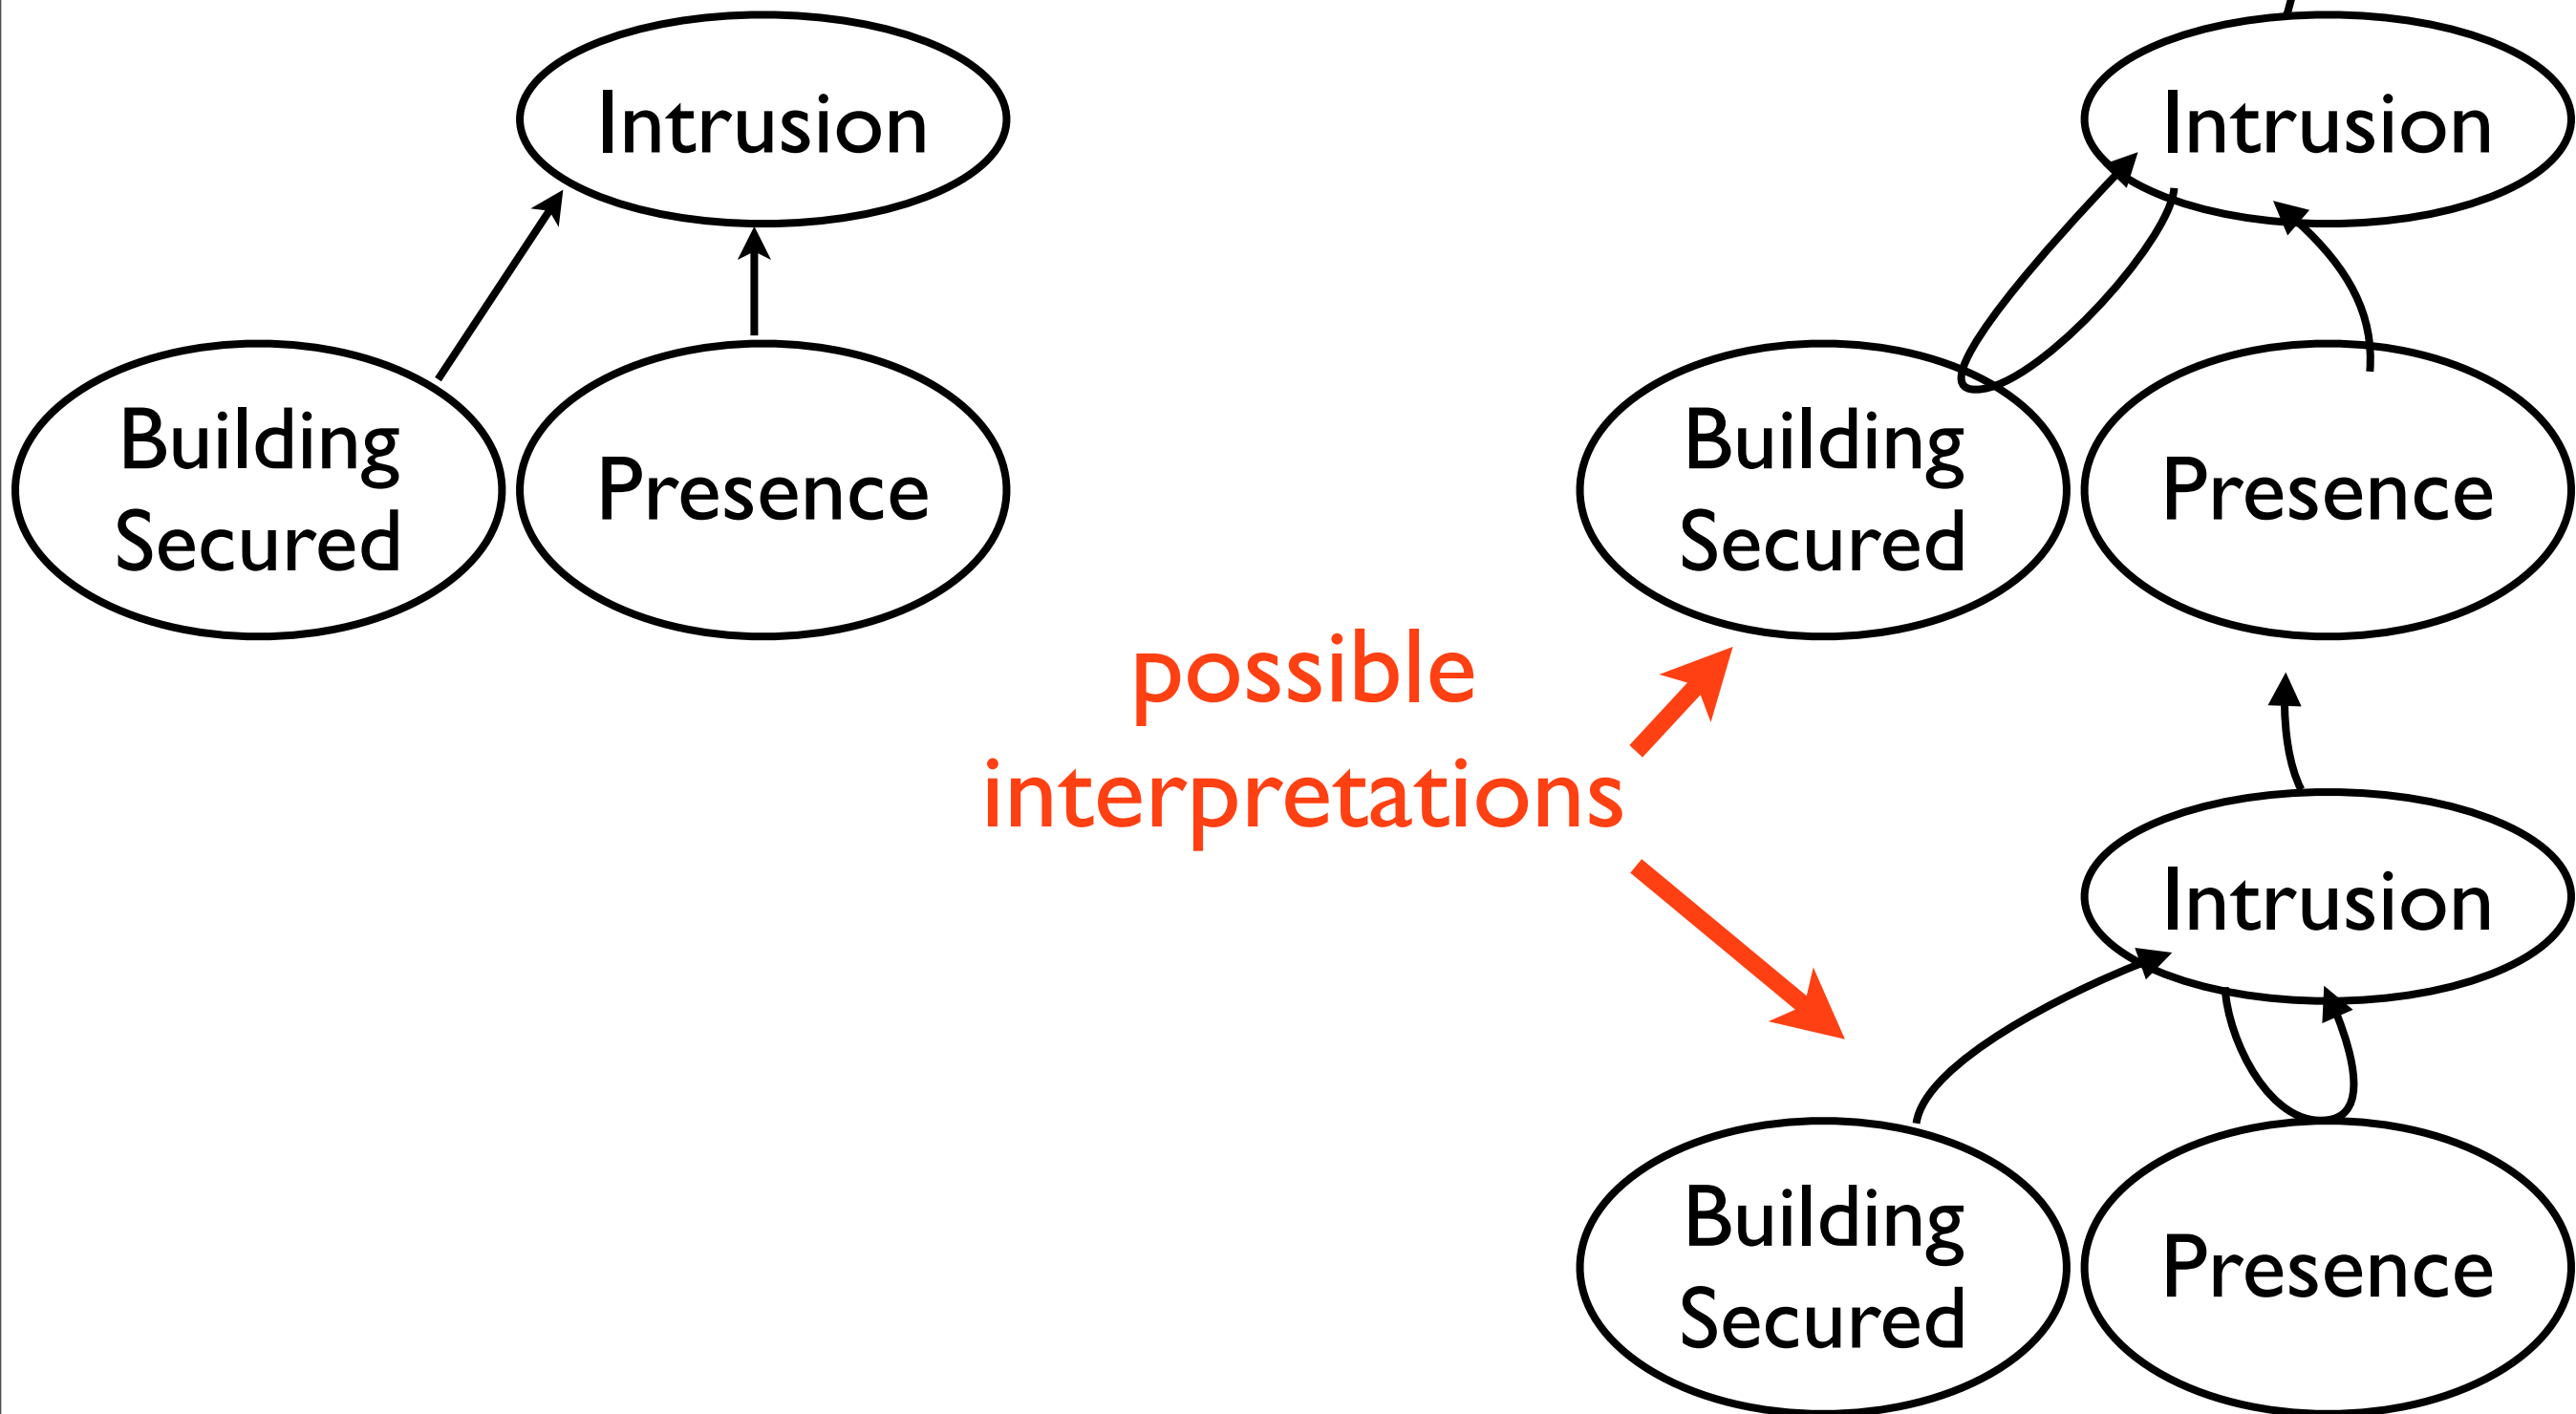 Intrusion
Building
Secured
Presence
possible
interpretations
Intrusion
Building
Secured
Presence
Intrusion
Building
Secured
Presence